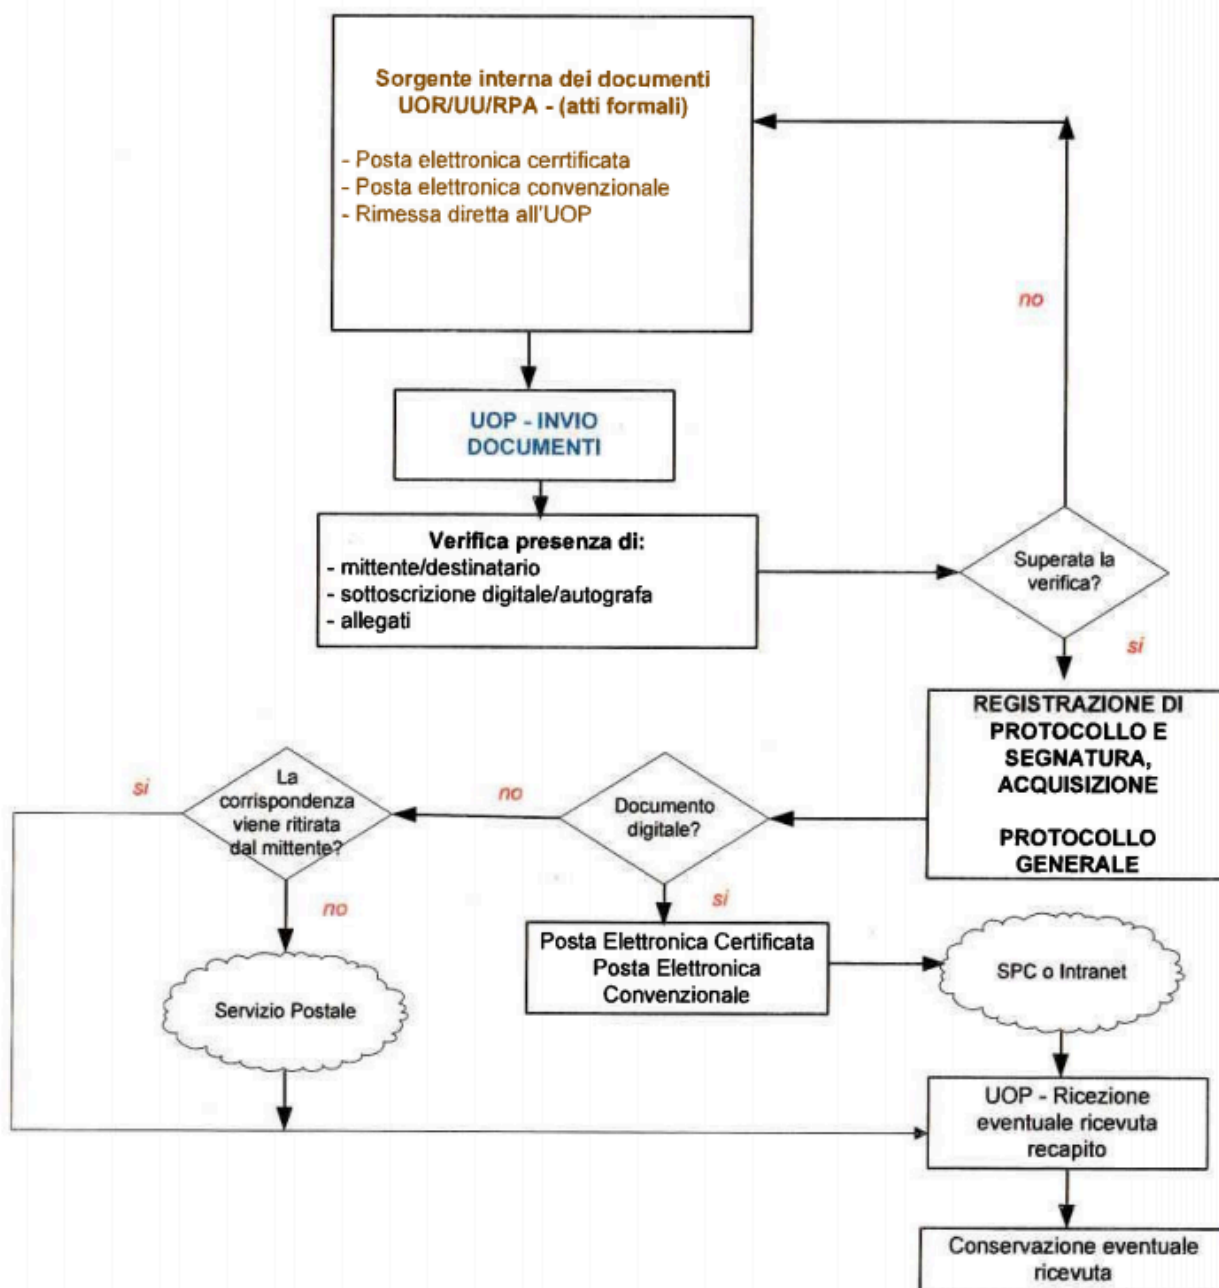 Sorgente interna dei documenti
UOR/UU/RPA - (atti formali)
- Posta elettronica cerrtificata
- Posta elettronica convenzionale
- Rimessa diretta all'UOP
no
UOP - INVIO
DOCUMENTI
Verifica presenza di:
- mittente/destinatario
- sottoscrizione digitale/autografa
- allegati
Superata la
verifica?
si
REGISTRAZIONE DI
PROTOCOLLO E
SEGNATURA,
ACQUISIZIONE
PROTOCOLLO
GENERALE
Documento
digitale?
no
La
corrispondenza
viene ritirata
dal mittente?
si
no
Servizio Postale
si
Posta Elettronica Certificata
Posta Elettronica
Convenzionale
SPC o Intranet
UOP - Ricezione
eventuale ricevuta
recapito
Conservazione eventuale
ricevuta